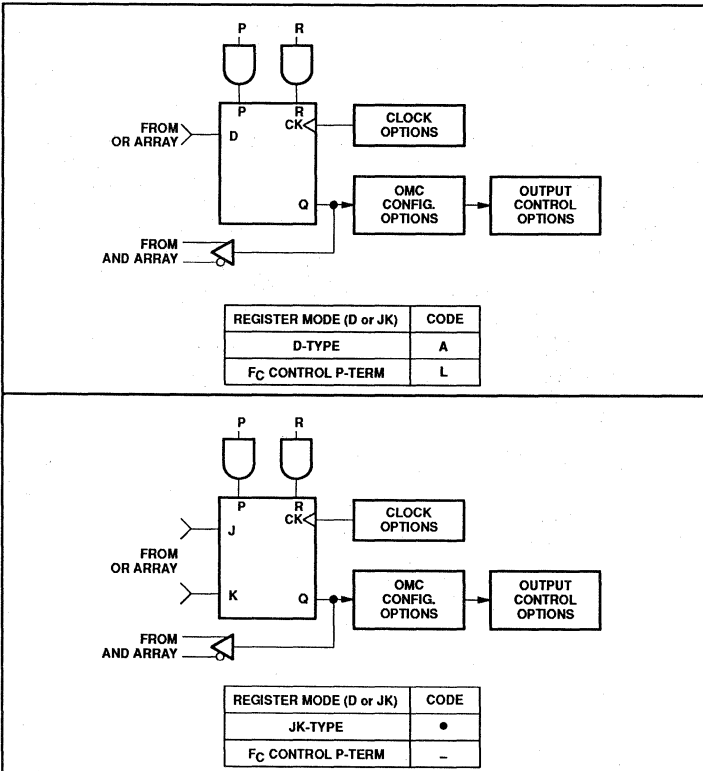 P R
P R
CK
CLOCK
OPTIONS
FROM
OR ARRAY
D
Q
OMC
CONFIG.
OPTIONS
OUTPUT
CONTROL
OPTIONS
FROM
AND ARRAY
REGISTER MODE (D or JK) CODE
D-TYPE A
FC CONTROL P-TERM L
P R
P R
CK
CLOCK
OPTIONS
J
FROM
OR ARRAY
K
Q
OMC
CONFIG.
OPTIONS
OUTPUT
CONTROL
OPTIONS
FROM
AND ARRAY
REGISTER MODE (D or JK) CODE
JK-TYPE ●
FC CONTROL P-TERM –